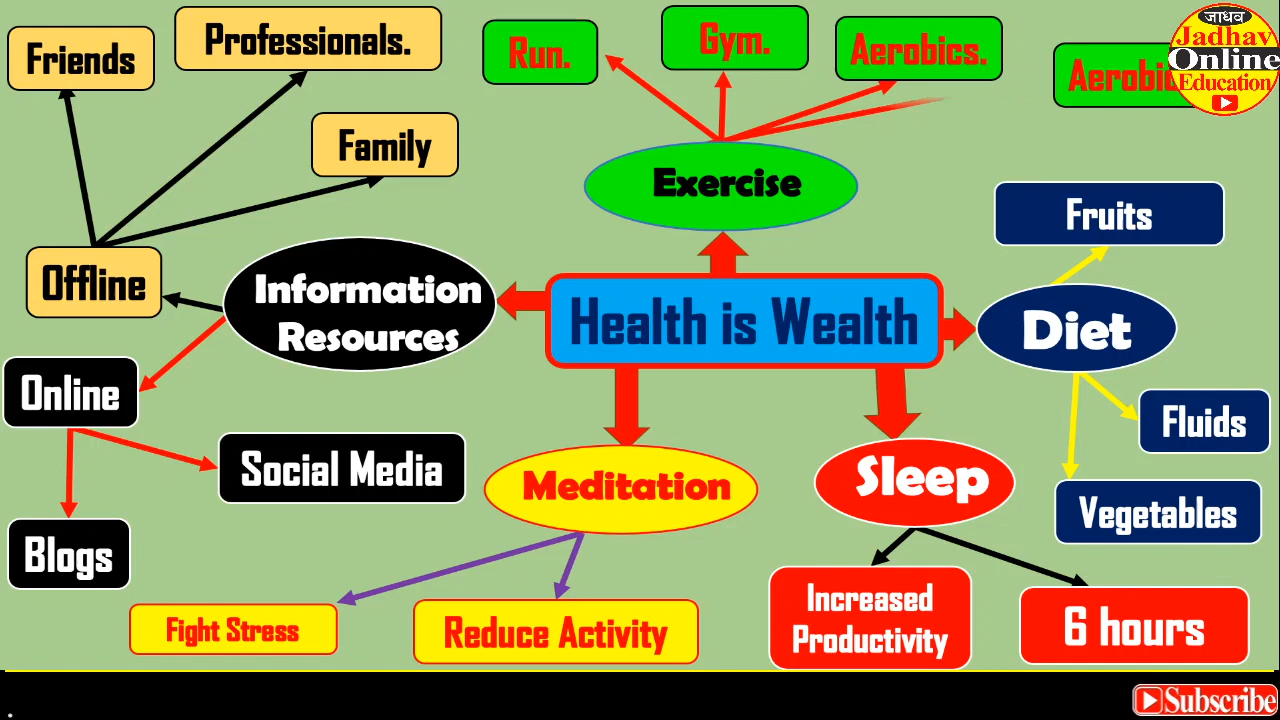 Friends
Professionals.
Run.
Gym.
Aerobics.
जाधव
Jadhav
Online
Education
Family
Exercise
Fruits
Offline
Information
Resources
Health is Wealth
Diet
Online
Fluids
Social Media
Meditation
Sleep
Vegetables
Blogs
Increased
Productivity
Fight Stress
Reduce Activity
6 hours
Subscribe